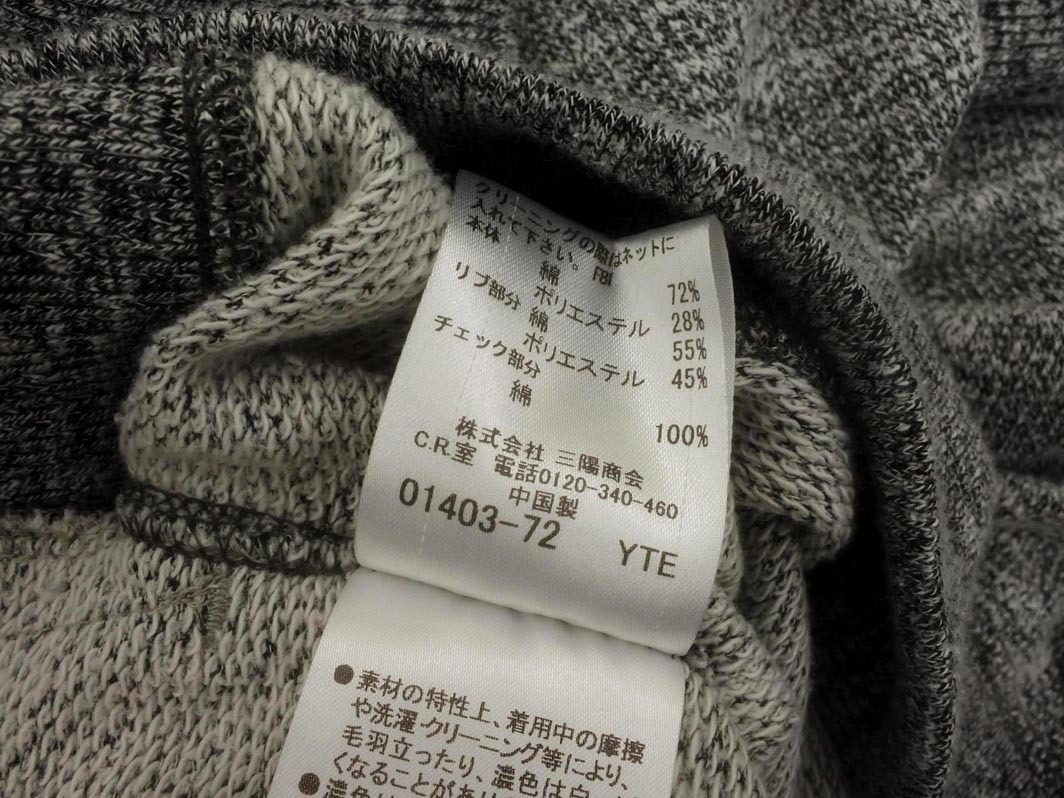 クリーニングの際はネットに
入れて下さい。 F8I
本体
綿 72%
ポリエステル 28%
リブ部分
綿 55%
ポリエステル 45%
チェック部分
綿 100%
株式会社 三陽商会
C.R.室 電話0120-340-460
中国製
01403-72 YTE
●素材の特性上、着用中の摩擦
や洗濯・クリーニング等により、
毛羽立ったり、濃色は白
くなることがあ
●濃色